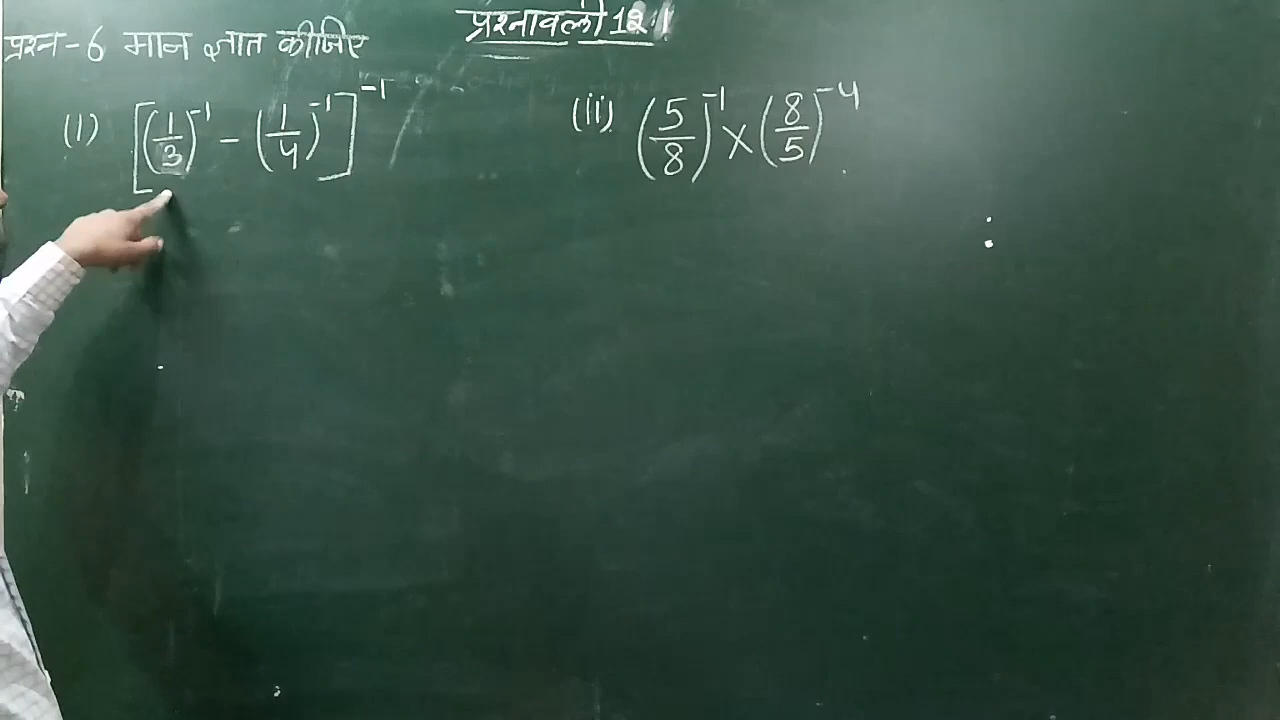 प्रश्नावली 12.1
प्रश्न-6 मान ज्ञात कीजिए
(i) [(1/3)^-1 - (1/4)^-1]^-1
(ii) (5/8)^-1 × (8/5)^-4